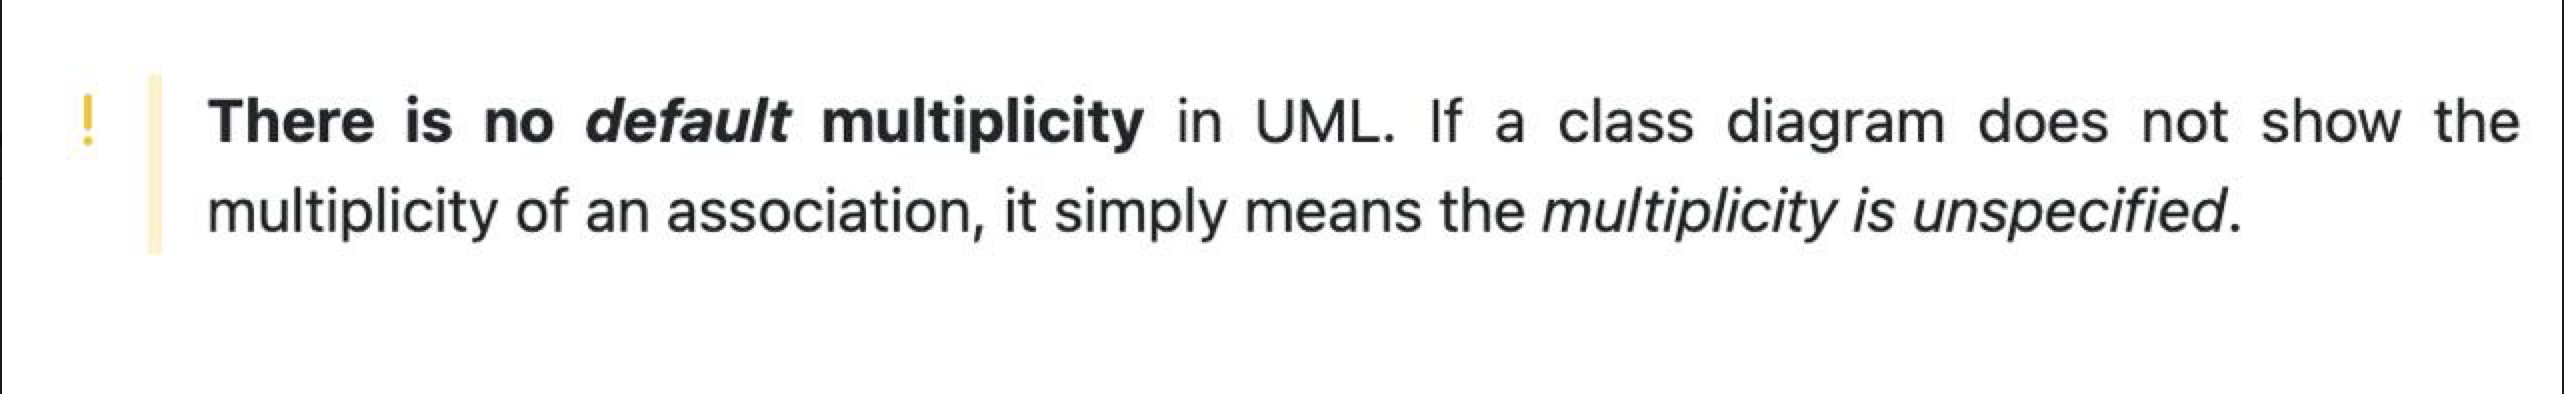 ! There is no default multiplicity in UML. If a class diagram does not show the
multiplicity of an association, it simply means the multiplicity is unspecified.